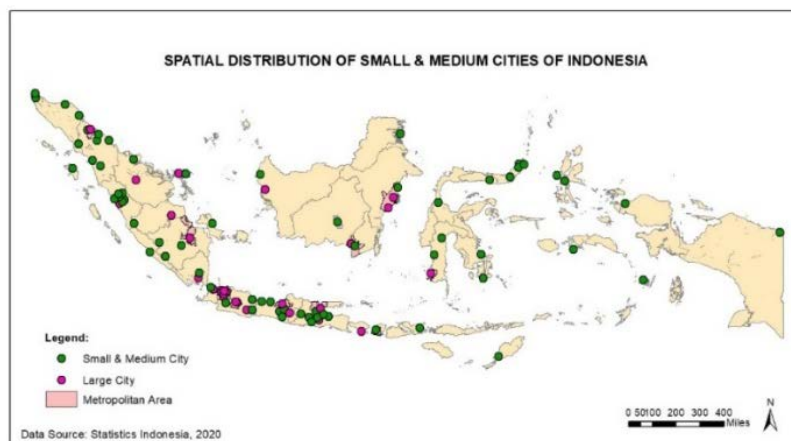 SPATIAL DISTRIBUTION OF SMALL & MEDIUM CITIES OF INDONESIA
Legend:
Small & Medium City
Large City
Metropolitan Area
N
0 50100 200 300 400
Miles
Data Source: Statistics Indonesia, 2020